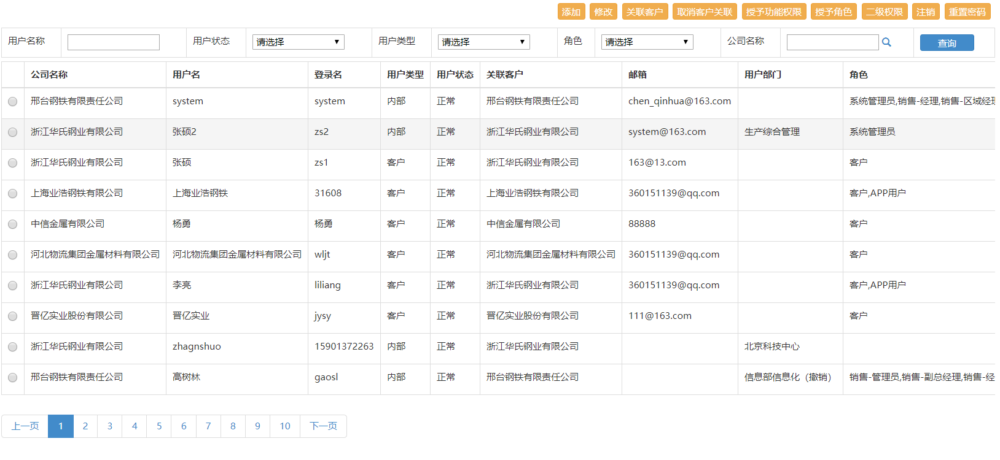 添加 修改 关联客户 取消客户关联 授予功能权限 授予角色 二级权限 注销 重置密码
用户名称 用户状态 请选择 用户类型 请选择 角色 请选择 公司名称 查询
公司名称 用户名 登录名 用户类型 用户状态 关联客户 邮箱 用户部门 角色
邢台钢铁有限责任公司 system system 内部 正常 邢台钢铁有限责任公司 chen_qinhua@163.com 系统管理员,销售-经理,销售-区域经理
浙江华氏钢业有限公司 张硕2 zs2 内部 正常 浙江华氏钢业有限公司 system@163.com 生产综合管理 系统管理员
浙江华氏钢业有限公司 张硕 zs1 客户 正常 浙江华氏钢业有限公司 163@13.com 客户
上海业浩钢铁有限公司 上海业浩钢铁 31608 客户 正常 上海业浩钢铁有限公司 360151139@qq.com 客户,APP用户
中信金属有限公司 杨勇 杨勇 客户 正常 中信金属有限公司 88888 客户
河北物流集团金属材料有限公司 河北物流集团金属材料有限公司 wljt 客户 正常 河北物流集团金属材料有限公司 360151139@qq.com 客户
浙江华氏钢业有限公司 李亮 liliang 客户 正常 浙江华氏钢业有限公司 360151139@qq.com 客户,APP用户
晋亿实业股份有限公司 晋亿实业 jysy 客户 正常 晋亿实业股份有限公司 111@163.com 客户
浙江华氏钢业有限公司 zhagnshuo 15901372263 内部 正常 浙江华氏钢业有限公司 北京科技中心
邢台钢铁有限责任公司 高树林 gaosl 内部 正常 邢台钢铁有限责任公司 信息部信息化（撤销） 销售-管理员,销售-副总经理,销售-经
上一页 1 2 3 4 5 6 7 8 9 10 下一页